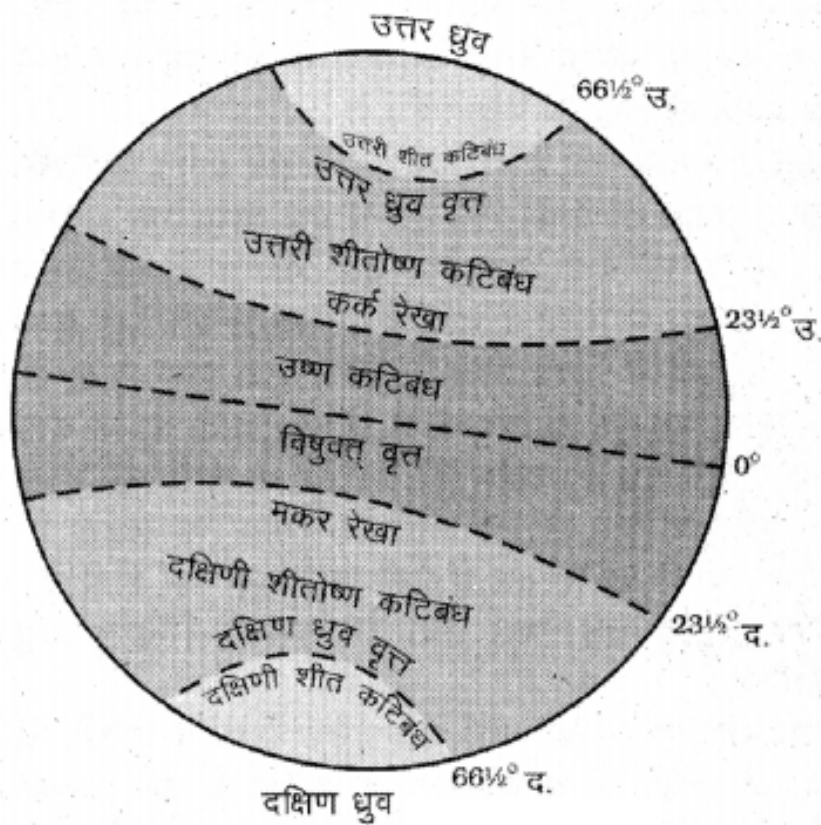 उत्तर ध्रुव
66½° उ.
उत्तरी शीत कटिबंध
उत्तर ध्रुव वृत्त
उत्तरी शीतोष्ण कटिबंध
कर्क रेखा
23½° उ.
उष्ण कटिबंध
विषुवत् वृत्त
0°
मकर रेखा
दक्षिणी शीतोष्ण कटिबंध
23½° द.
दक्षिण ध्रुव वृत्त
दक्षिणी शीत कटिबंध
66½° द.
दक्षिण ध्रुव